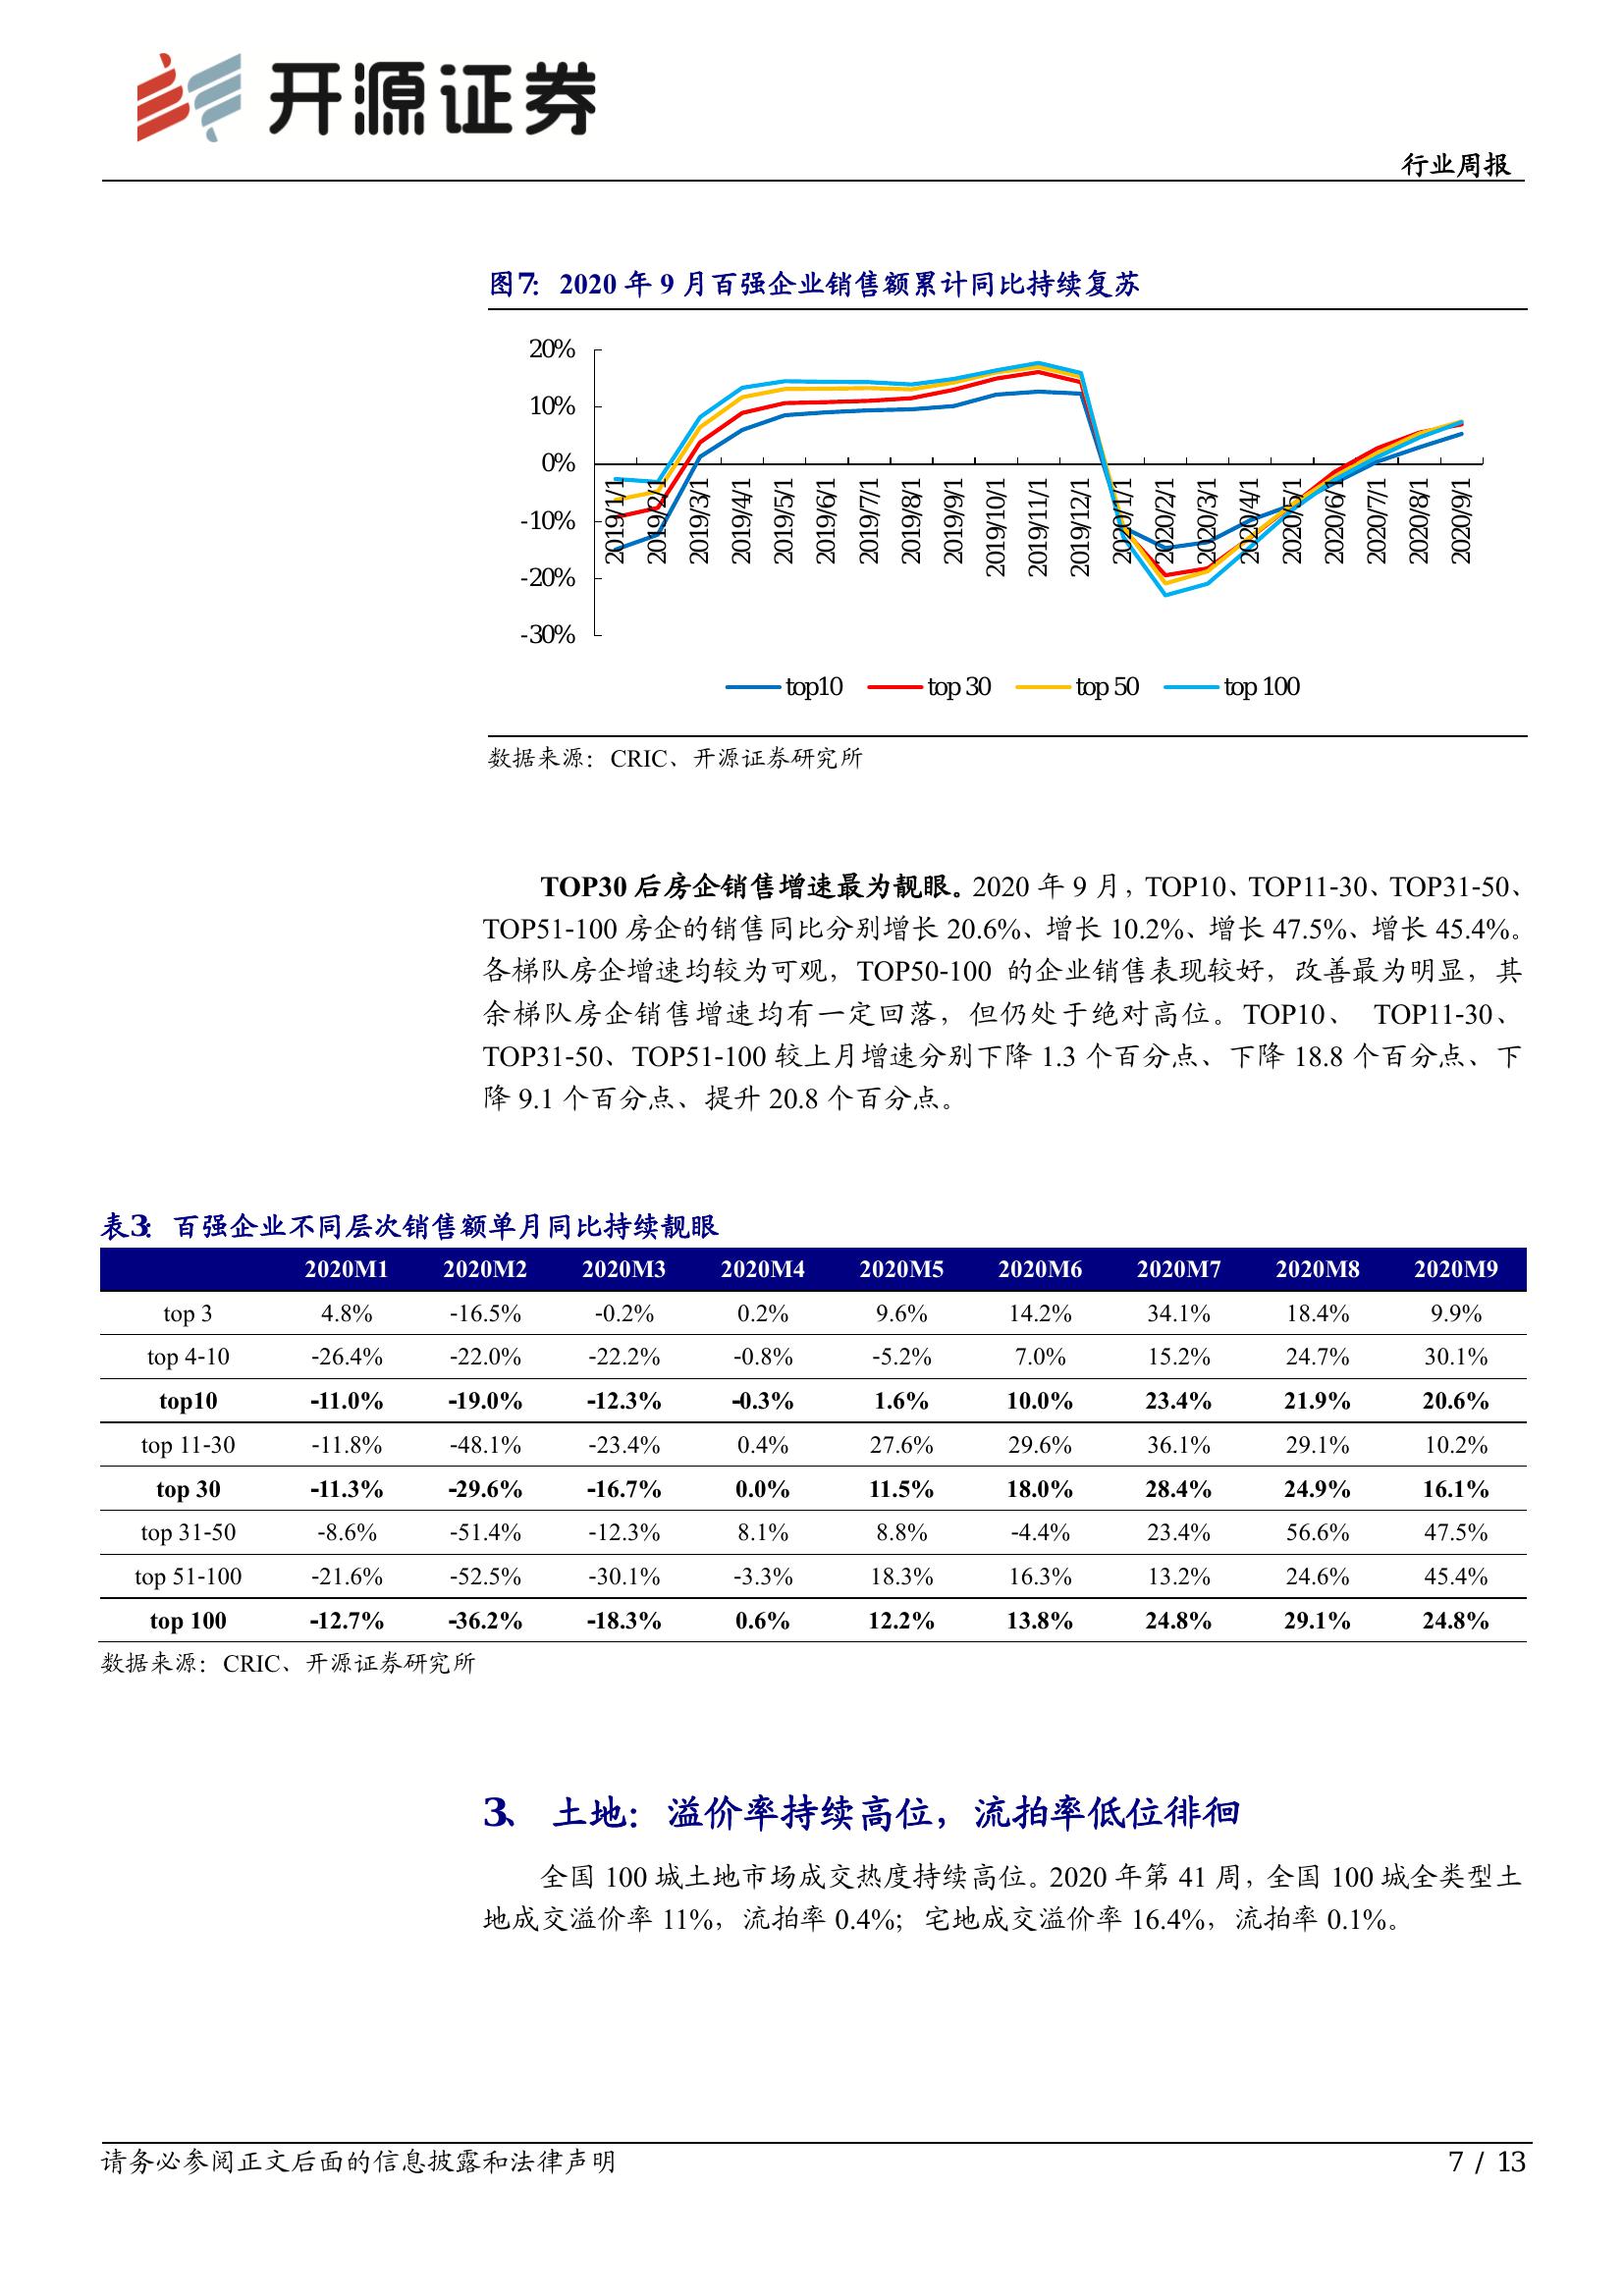 开源证券
行业周报
图7：2020 年 9 月百强企业销售额累计同比持续复苏
20%
10%
0%
-10%
-20%
-30%
2019/1/1 2019/2/1 2019/3/1 2019/4/1 2019/5/1 2019/6/1 2019/7/1 2019/8/1 2019/9/1 2019/10/1 2019/11/1 2019/12/1 2020/1/1 2020/2/1 2020/3/1 2020/4/1 2020/5/1 2020/6/1 2020/7/1 2020/8/1 2020/9/1
top10 top 30 top 50 top 100
数据来源：CRIC、开源证券研究所
TOP30 后房企销售增速最为靓眼。2020 年 9 月，TOP10、TOP11-30、TOP31-50、
TOP51-100 房企的销售同比分别增长 20.6%、增长 10.2%、增长 47.5%、增长 45.4%。
各梯队房企增速均较为可观，TOP50-100 的企业销售表现较好，改善最为明显，其
余梯队房企销售增速均有一定回落，但仍处于绝对高位。TOP10、 TOP11-30、
TOP31-50、TOP51-100 较上月增速分别下降 1.3 个百分点、下降 18.8 个百分点、下
降 9.1 个百分点、提升 20.8 个百分点。
表3：百强企业不同层次销售额单月同比持续靓眼
2020M1 2020M2 2020M3 2020M4 2020M5 2020M6 2020M7 2020M8 2020M9
top 3 4.8% -16.5% -0.2% 0.2% 9.6% 14.2% 34.1% 18.4% 9.9%
top 4-10 -26.4% -22.0% -22.2% -0.8% -5.2% 7.0% 15.2% 24.7% 30.1%
top10 -11.0% -19.0% -12.3% -0.3% 1.6% 10.0% 23.4% 21.9% 20.6%
top 11-30 -11.8% -48.1% -23.4% 0.4% 27.6% 29.6% 36.1% 29.1% 10.2%
top 30 -11.3% -29.6% -16.7% 0.0% 11.5% 18.0% 28.4% 24.9% 16.1%
top 31-50 -8.6% -51.4% -12.3% 8.1% 8.8% -4.4% 23.4% 56.6% 47.5%
top 51-100 -21.6% -52.5% -30.1% -3.3% 18.3% 16.3% 13.2% 24.6% 45.4%
top 100 -12.7% -36.2% -18.3% 0.6% 12.2% 13.8% 24.8% 29.1% 24.8%
数据来源：CRIC、开源证券研究所
3、 土地：溢价率持续高位，流拍率低位徘徊
全国 100 城土地市场成交热度持续高位。2020 年第 41 周，全国 100 城全类型土
地成交溢价率 11%，流拍率 0.4%；宅地成交溢价率 16.4%，流拍率 0.1%。
请务必参阅正文后面的信息披露和法律声明
7 / 13